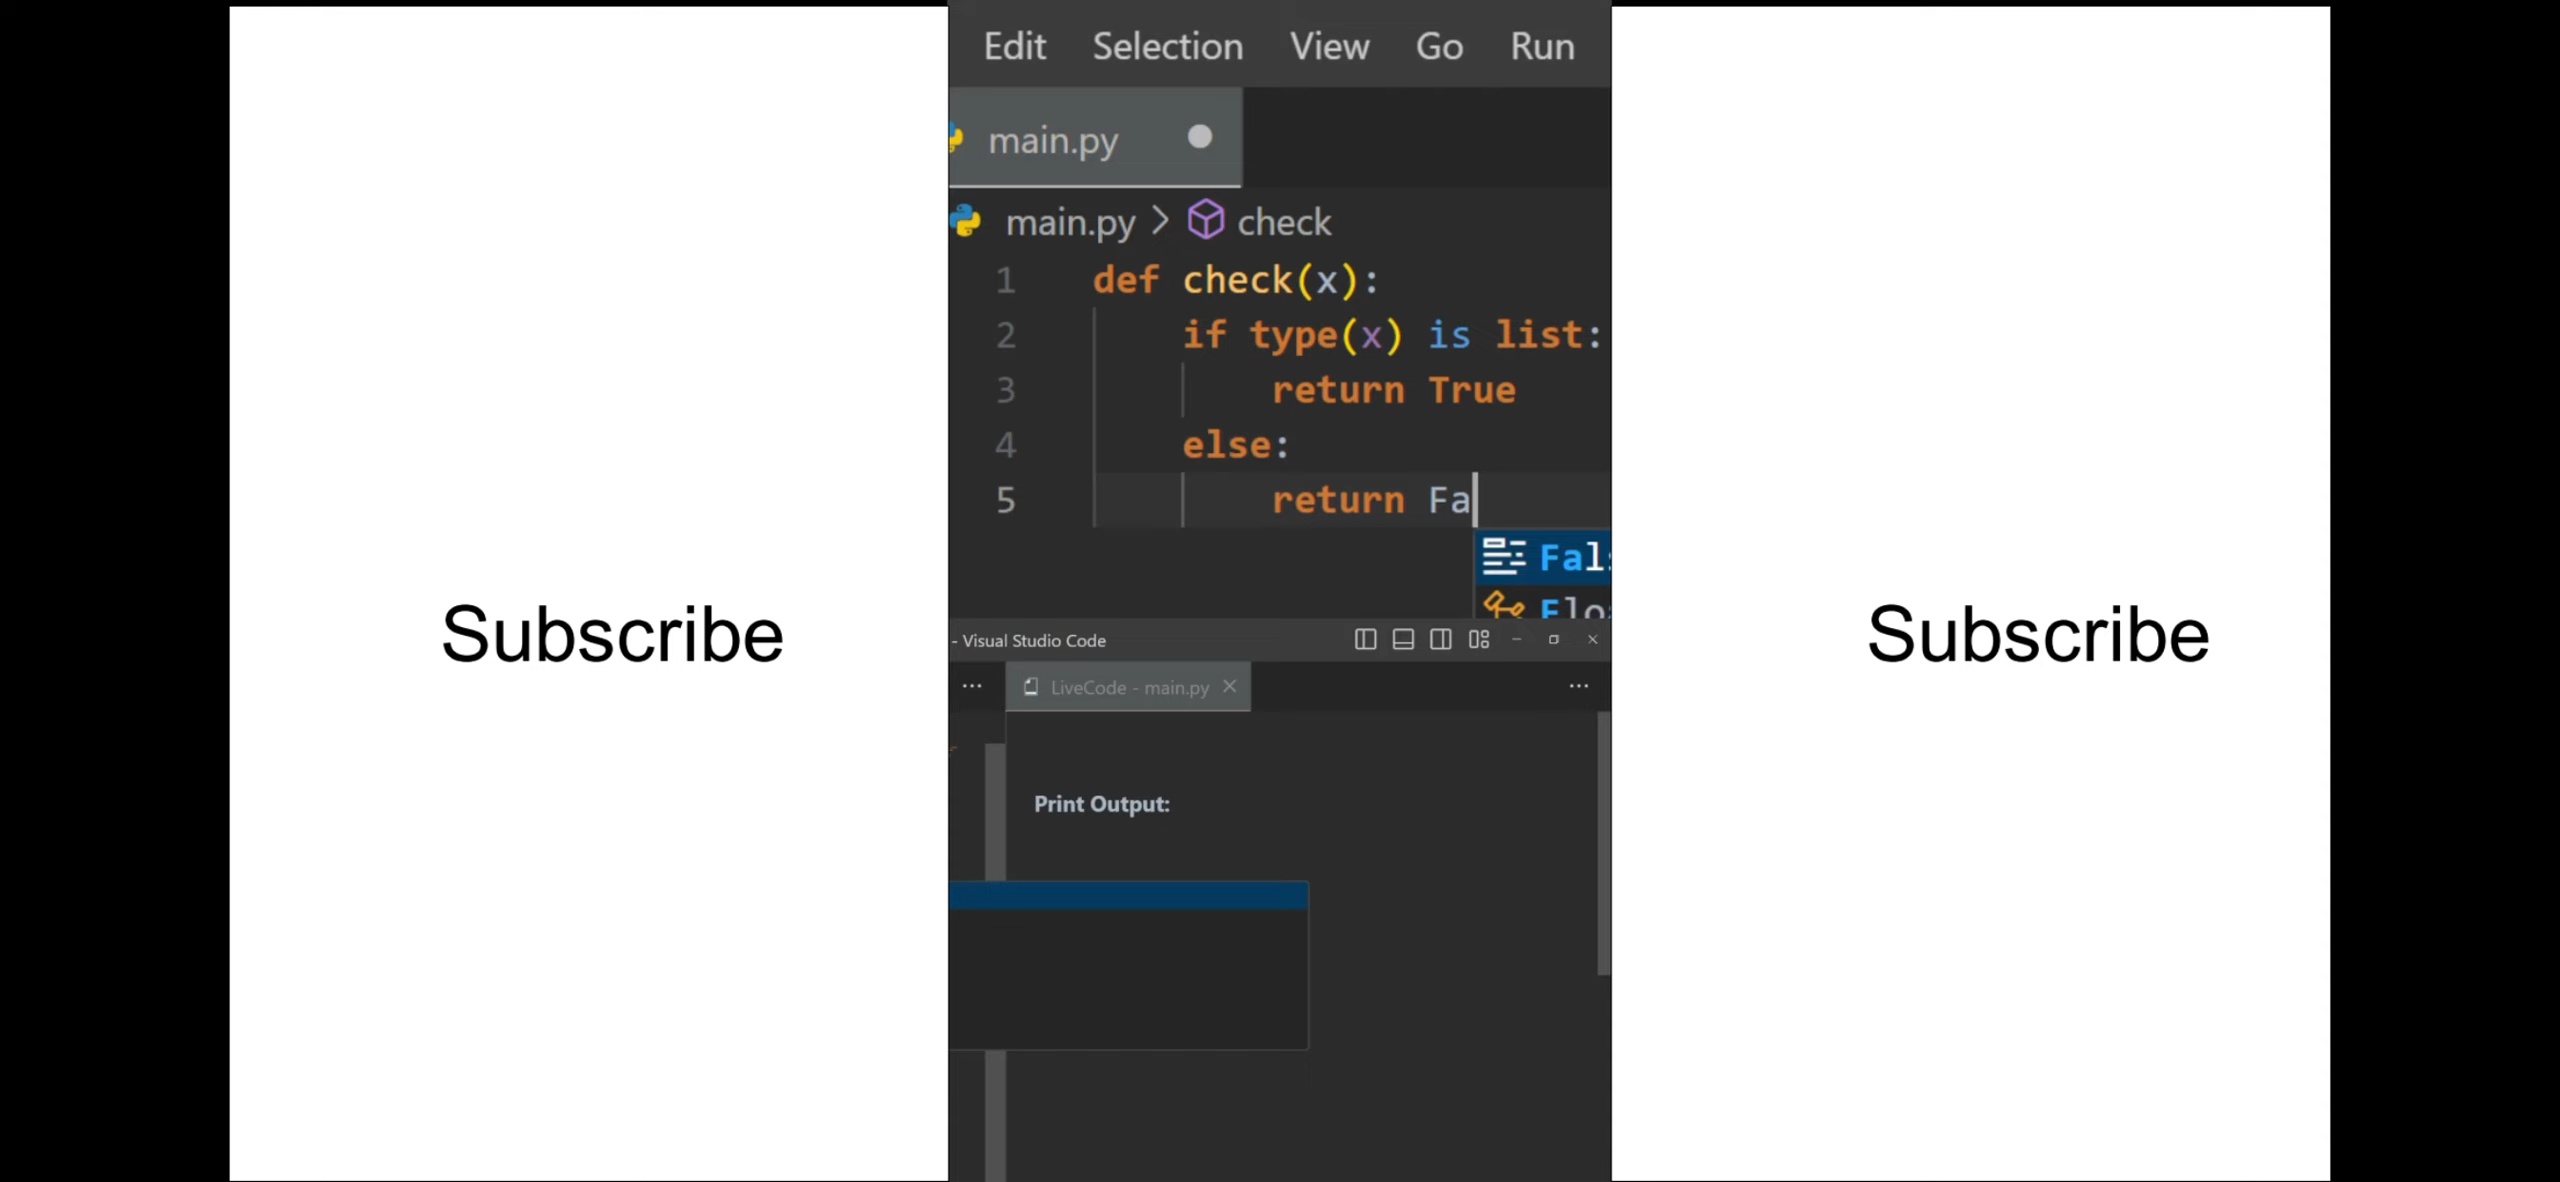 Edit Selection View Go Run
main.py
main.py > check
1 def check(x):
2 if type(x) is list:
3 return True
4 else:
5 return Fa
Subscribe
Subscribe
- Visual Studio Code
LiveCode - main.py
Print Output: